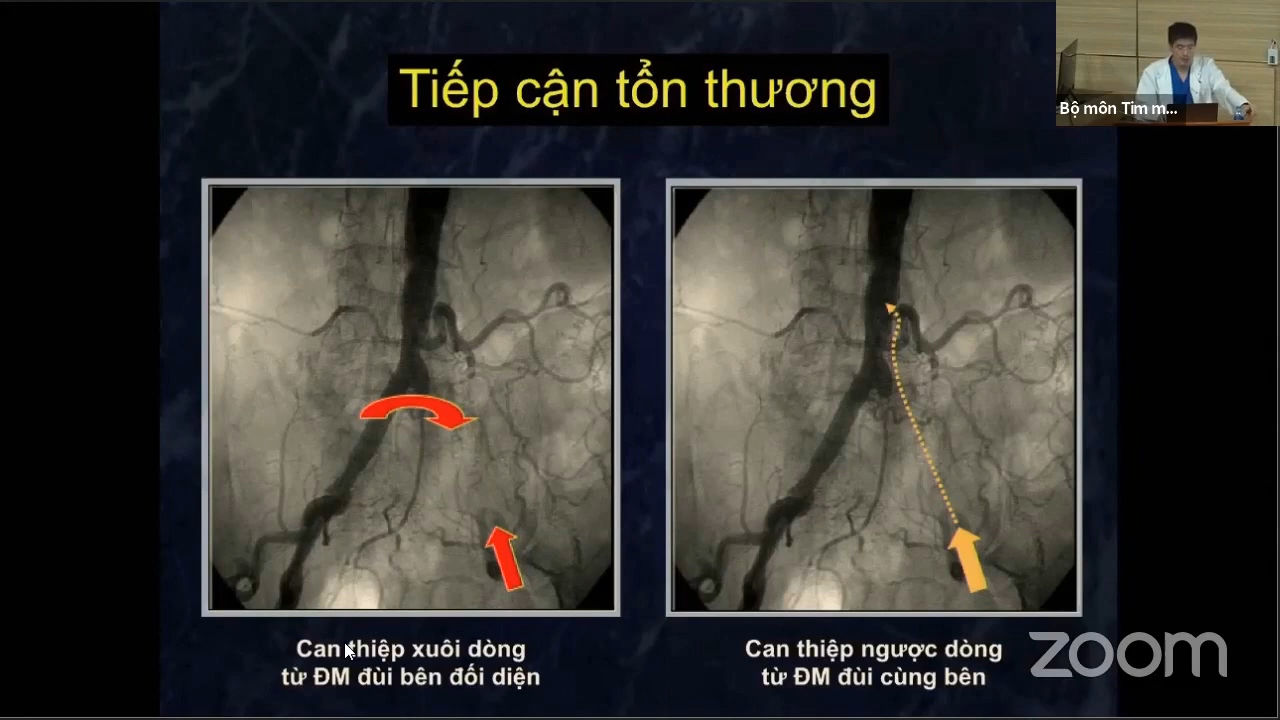 Tiếp cận tổn thương
Bộ môn Tim m...
Can thiệp xuôi dòng
từ ĐM đùi bên đối diện
Can thiệp ngược dòng
từ ĐM đùi cùng bên
zoom